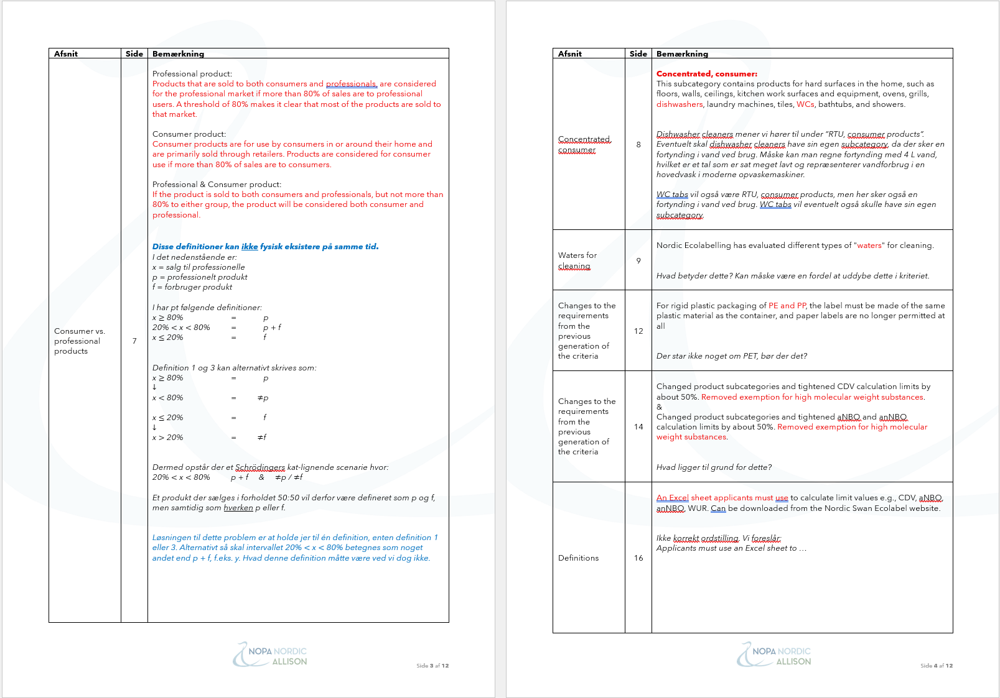 Afsnit Side Bemærkning
Consumer vs.
professional
products
7
Professional product:
Products that are sold to both consumers and professionals, are considered
for the professional market if more than 80% of sales are to professional
users. A threshold of 80% makes it clear that most of the products are sold to
that market.
Consumer product:
Consumer products are for use by consumers in or around their home and
are primarily sold through retailers. Products are considered for consumer
use if more than 80% of sales are to consumers.
Professional & Consumer product:
If the product is sold to both consumers and professionals, but not more than
80% to either group, the product will be considered both consumer and
professional.
Disse definitioner kan ikke fysisk eksistere på samme tid.
I det nedenstående er:
x = salg til professionelle
p = professionelt produkt
f = forbruger produkt
I har pt følgende definitioner:
x ≥ 80% = p
20% < x < 80% = p + f
x ≤ 20% = f
Definition 1 og 3 kan alternativt skrives som:
x ≥ 80% = p
↓
x < 80% = ≠p
x ≤ 20% = f
↓
x > 20% = ≠f
Dermed opstår der et Schrödingers kat-lignende scenarie hvor:
20% < x < 80% p + f & ≠p / ≠f
Et produkt der sælges i forholdet 50:50 vil derfor være defineret som p og f,
men samtidig som hverken p eller f.
Løsningen til dette problem er at holde jer til én definition, enten definition 1
eller 3. Alternativt så skal intervallet 20% < x < 80% betegnes som noget
andet end p + f, f.eks. y. Hvad denne definition måtte være ved vi dog ikke.
NOPA NORDIC
ALLISON
Side 3 af 12
Afsnit Side Bemærkning
Concentrated,
consumer
8
Concentrated, consumer:
This subcategory contains products for hard surfaces in the home, such as
floors, walls, ceilings, kitchen work surfaces and equipment, ovens, grills,
dishwashers, laundry machines, tiles, WCs, bathtubs, and showers.
Dishwasher cleaners mener vi hører til under “RTU, consumer products”.
Eventuelt skal dishwasher cleaners have sin egen subcategory, da der sker en
fortynding i vand ved brug. Måske kan man regne fortynding med 4 L vand,
hvilket er et tal som er sat meget lavt og repræsenterer vandforbrug i en
hovedvask i moderne opvaskemaskiner.
WC tabs vil også være RTU, consumer products, men her sker også en
fortynding i vand ved brug. WC tabs vil eventuelt også skulle have sin egen
subcategory.
Waters for
cleaning
9
Nordic Ecolabelling has evaluated different types of "waters" for cleaning.
Hvad betyder dette? Kan måske være en fordel at uddybe dette i kriteriet.
Changes to the
requirements
from the
previous
generation of
the criteria
12
For rigid plastic packaging of PE and PP, the label must be made of the same
plastic material as the container, and paper labels are no longer permitted at
all
Der star ikke noget om PET, bør der det?
Changes to the
requirements
from the
previous
generation of
the criteria
14
Changed product subcategories and tightened CDV calculation limits by
about 50%. Removed exemption for high molecular weight substances.
&
Changed product subcategories and tightened aNBO and anNBO
calculation limits by about 50%. Removed exemption for high molecular
weight substances.
Hvad ligger til grund for dette?
Definitions
16
An Excel sheet applicants must use to calculate limit values e.g., CDV, aNBO,
anNBO, WUR. Can be downloaded from the Nordic Swan Ecolabel website.
Ikke korrekt ordstilling. Vi foreslår:
Applicants must use an Excel sheet to …
NOPA NORDIC
ALLISON
Side 4 af 12